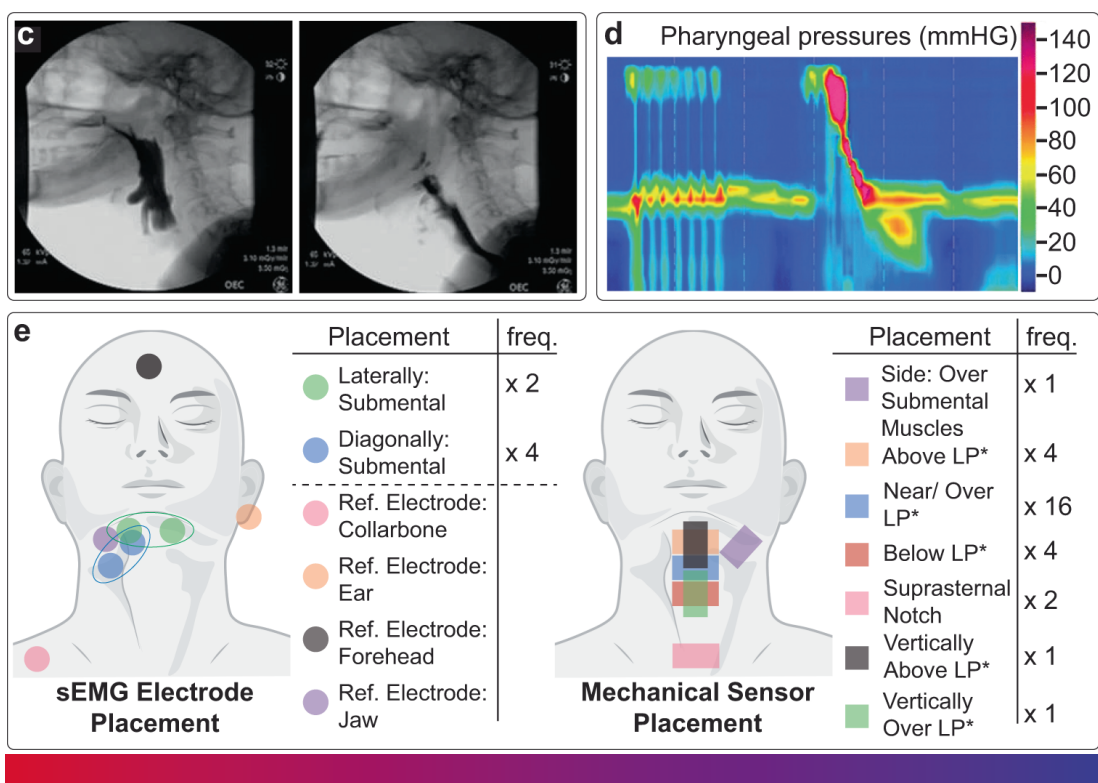 c
OEC
OEC
d
Pharyngeal pressures (mmHG)
140
120
100
80
60
40
20
0
e
Placement freq.
Laterally: x 2
Submental
Diagonally: x 4
Submental
Ref. Electrode:
Collarbone
Ref. Electrode:
Ear
Ref. Electrode:
Forehead
Ref. Electrode:
Jaw
sEMG Electrode
Placement
Placement freq.
Side: Over x 1
Submental
Muscles
Above LP* x 4
Near/ Over x 16
LP*
Below LP* x 4
Suprasternal x 2
Notch
Vertically x 1
Above LP*
Vertically x 1
Over LP*
Mechanical Sensor
Placement